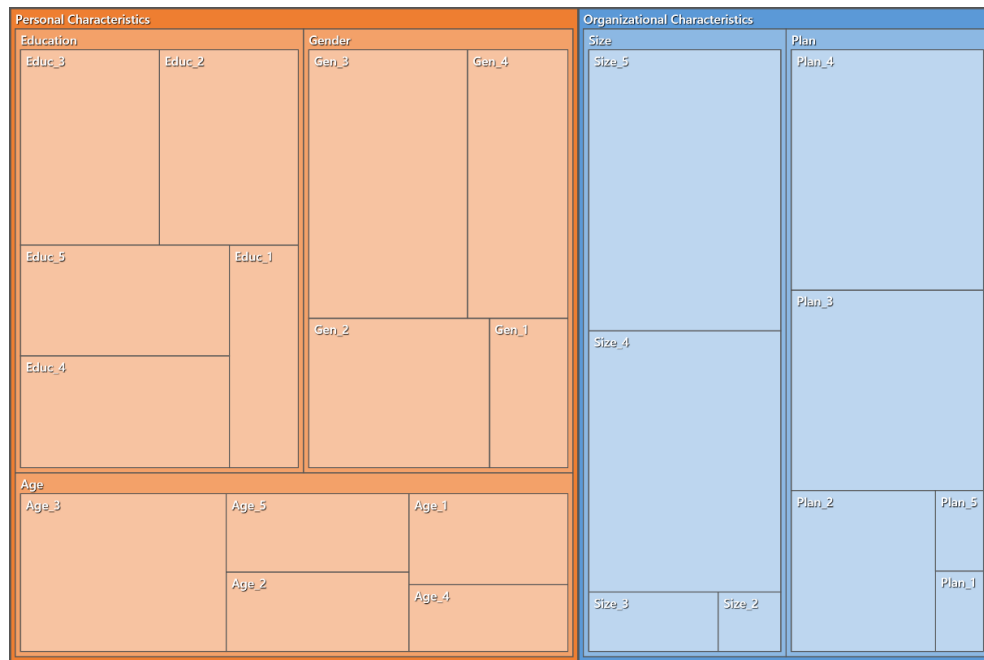 Personal Characteristics
Education
Educ_3
Educ_2
Educ_5
Educ_1
Educ_4
Gender
Gen_3
Gen_4
Gen_2
Gen_1
Age
Age_3
Age_5
Age_1
Age_2
Age_4
Organizational Characteristics
Size
Size_5
Size_4
Size_3
Size_2
Plan
Plan_4
Plan_3
Plan_2
Plan_5
Plan_1